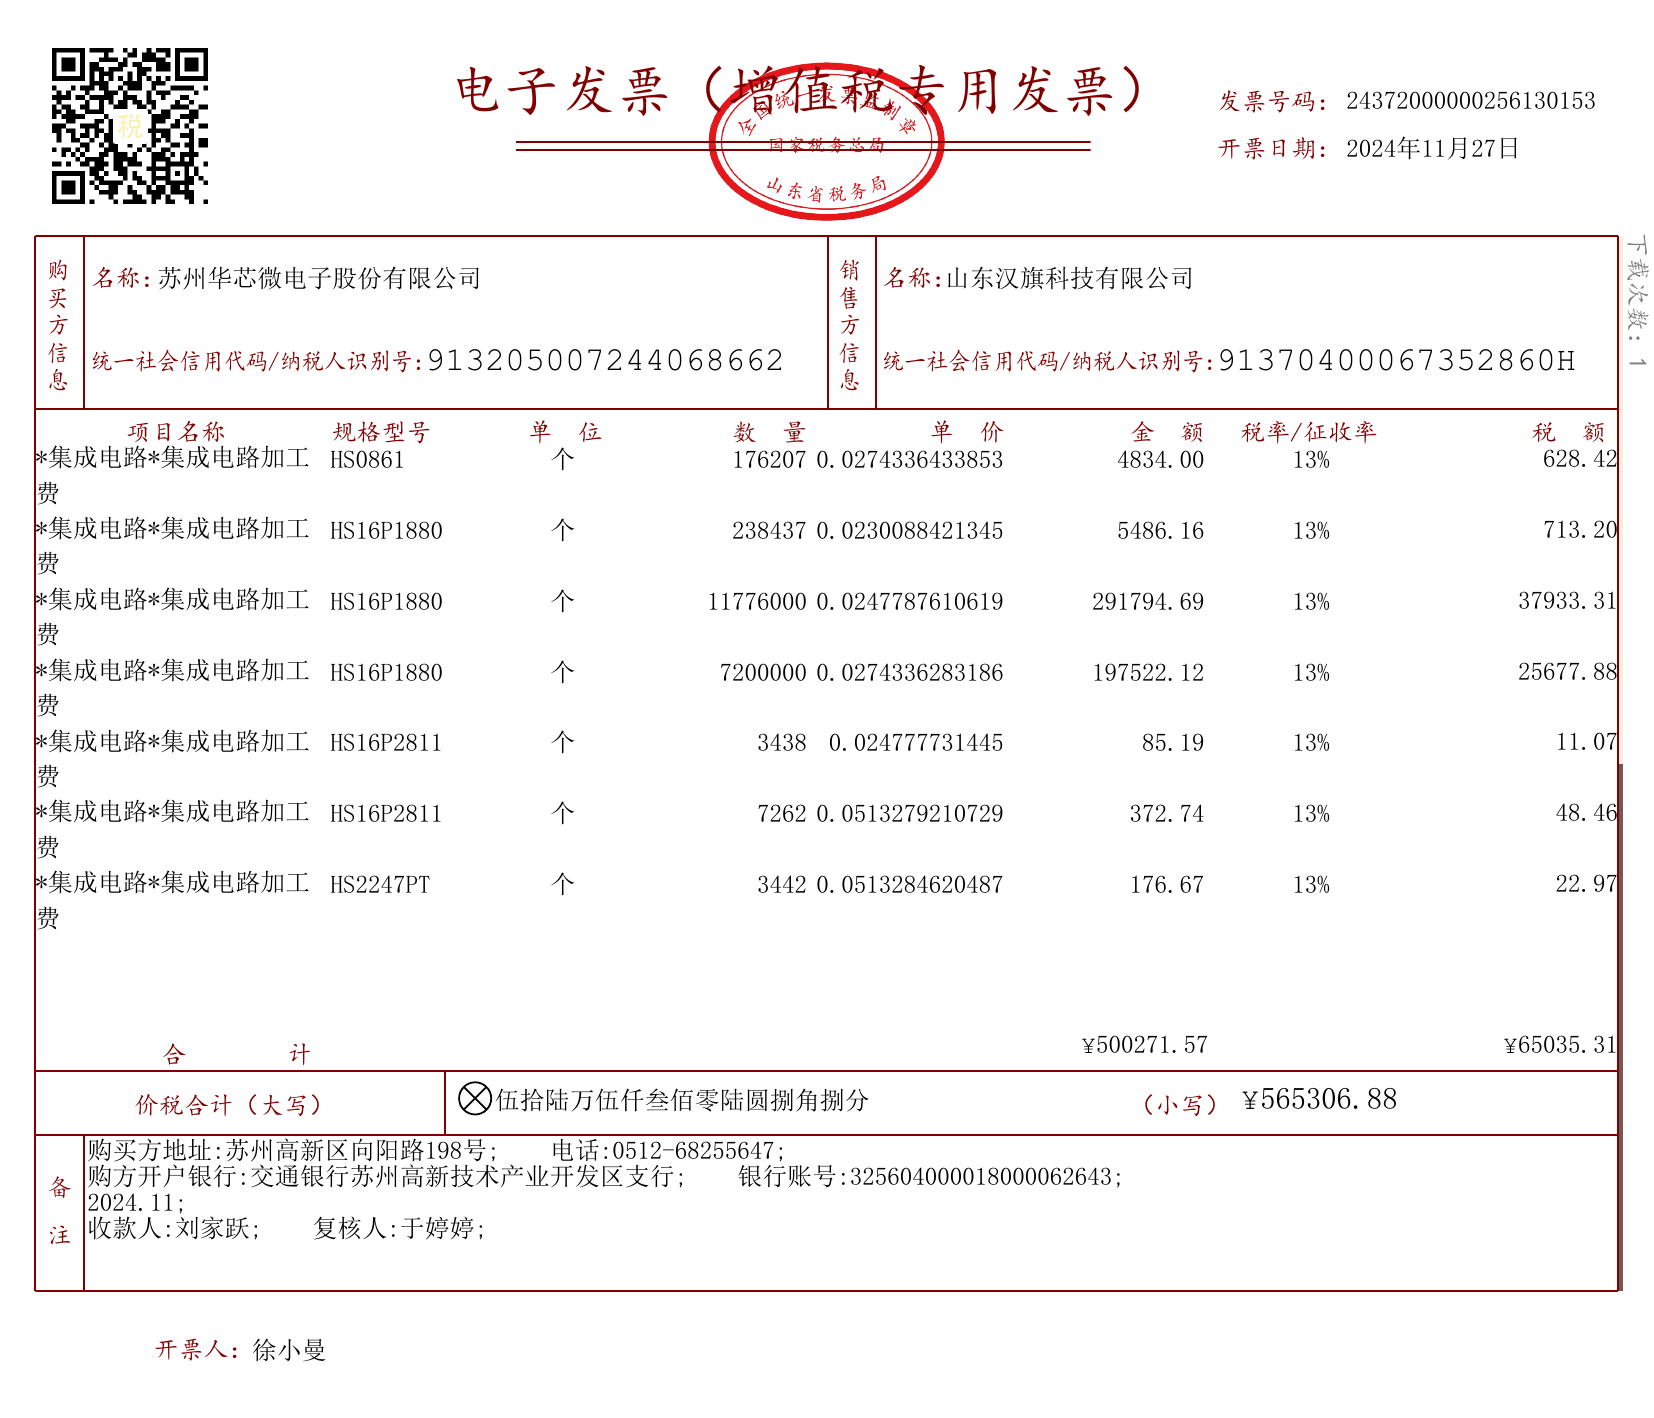 电子发票（增值税专用发票）
税
全国统一发票监制章
国家税务总局
山东省税务局
发票号码：24372000000256130153
开票日期：2024年11月27日
下载次数：1
购买方信息
名称：苏州华芯微电子股份有限公司
统一社会信用代码/纳税人识别号：913205007244068662
销售方信息
名称：山东汉旗科技有限公司
统一社会信用代码/纳税人识别号：91370400067352860H
项目名称 规格型号 单 位 数 量 单 价 金 额 税率/征收率 税 额
*集成电路*集成电路加工 HS0861 个 176207 0.0274336433853 4834.00 13% 628.42
费
*集成电路*集成电路加工 HS16P1880 个 238437 0.0230088421345 5486.16 13% 713.20
费
*集成电路*集成电路加工 HS16P1880 个 11776000 0.0247787610619 291794.69 13% 37933.31
费
*集成电路*集成电路加工 HS16P1880 个 7200000 0.0274336283186 197522.12 13% 25677.88
费
*集成电路*集成电路加工 HS16P2811 个 3438 0.024777731445 85.19 13% 11.07
费
*集成电路*集成电路加工 HS16P2811 个 7262 0.0513279210729 372.74 13% 48.46
费
*集成电路*集成电路加工 HS2247PT 个 3442 0.0513284620487 176.67 13% 22.97
费
合 计 ¥500271.57 ¥65035.31
价税合计（大写） ⊗伍拾陆万伍仟叁佰零陆圆捌角捌分 （小写） ¥565306.88
备注
购买方地址:苏州高新区向阳路198号; 电话:0512-68255647;
购方开户银行:交通银行苏州高新技术产业开发区支行; 银行账号:325604000018000062643;
2024.11;
收款人:刘家跃; 复核人:于婷婷;
开票人：徐小曼